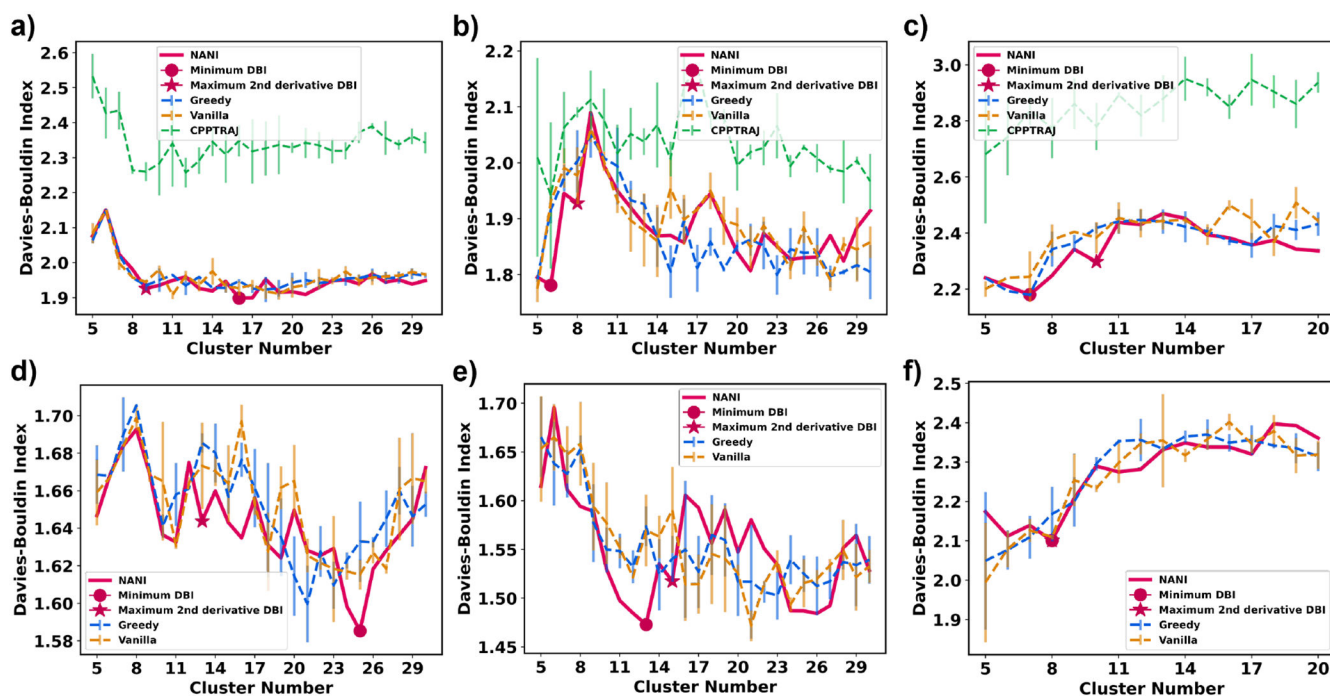 a)
2.6
2.5
2.4
2.3
2.2
2.1
2.0
1.9
Davies-Bouldin Index
NANI
Minimum DBI
Maximum 2nd derivative DBI
Greedy
Vanilla
CPPTRAJ
5 8 11 14 17 20 23 26 29
Cluster Number
b)
2.2
2.1
2.0
1.9
1.8
Davies-Bouldin Index
NANI
Minimum DBI
Maximum 2nd derivative DBI
Greedy
Vanilla
CPPTRAJ
5 8 11 14 17 20 23 26 29
Cluster Number
c)
3.0
2.8
2.6
2.4
2.2
Davies-Bouldin Index
NANI
Minimum DBI
Maximum 2nd derivative DBI
Greedy
Vanilla
CPPTRAJ
5 8 11 14 17 20
Cluster Number
d)
1.70
1.68
1.66
1.64
1.62
1.60
1.58
Davies-Bouldin Index
NANI
Minimum DBI
Maximum 2nd derivative DBI
Greedy
Vanilla
5 8 11 14 17 20 23 26 29
Cluster Number
e)
1.70
1.65
1.60
1.55
1.50
1.45
Davies-Bouldin Index
NANI
Minimum DBI
Maximum 2nd derivative DBI
Greedy
Vanilla
5 8 11 14 17 20 23 26 29
Cluster Number
f)
2.5
2.4
2.3
2.2
2.1
2.0
1.9
Davies-Bouldin Index
NANI
Minimum DBI
Maximum 2nd derivative DBI
Greedy
Vanilla
5 8 11 14 17 20
Cluster Number